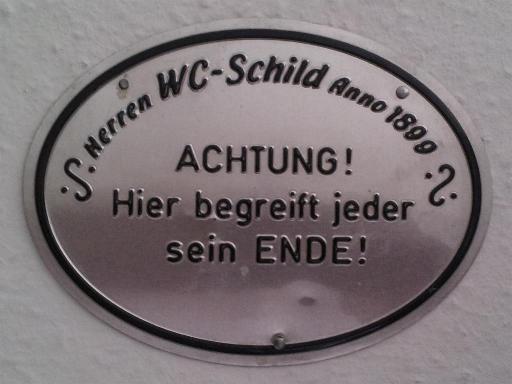 Herren WC-Schild Anno 1899
ACHTUNG!
Hier begreift jeder
sein ENDE!